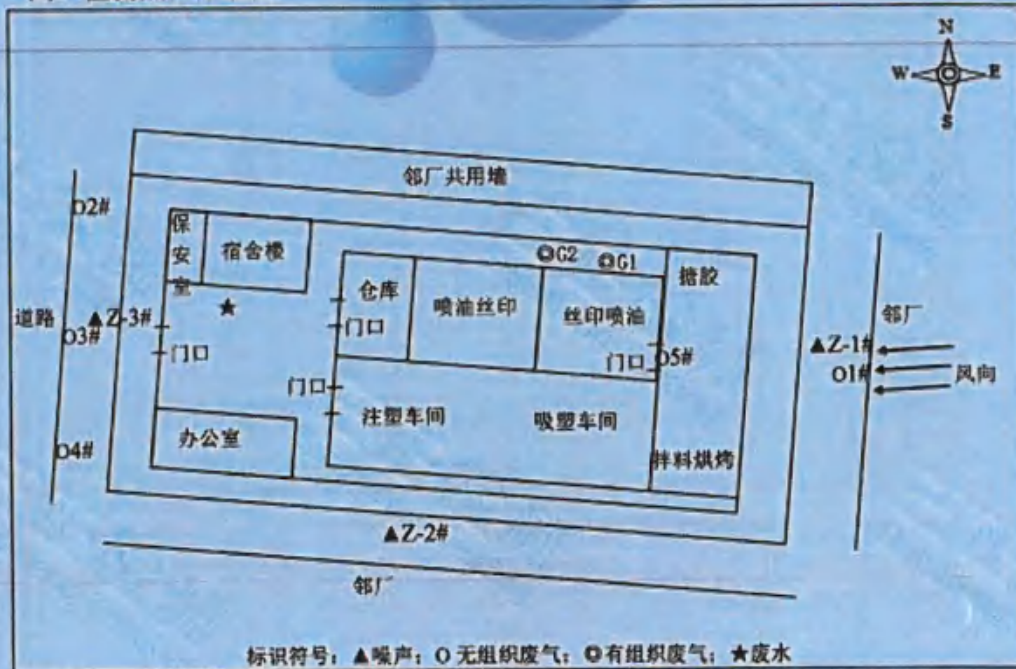 N
W E
S
邻厂共用墙
O2#
保安室
宿舍楼
◎G2
◎G1
搪胶
仓库
喷油丝印
丝印喷油
邻厂
道路
▲Z-3#
★
O3#
门口
门口
门口
O5#
▲Z-1#
O1#
风向
门口
注塑车间
吸塑车间
办公室
O4#
拌料烘烤
▲Z-2#
邻厂
标识符号:▲噪声;O 无组织废气;◎有组织废气;★废水